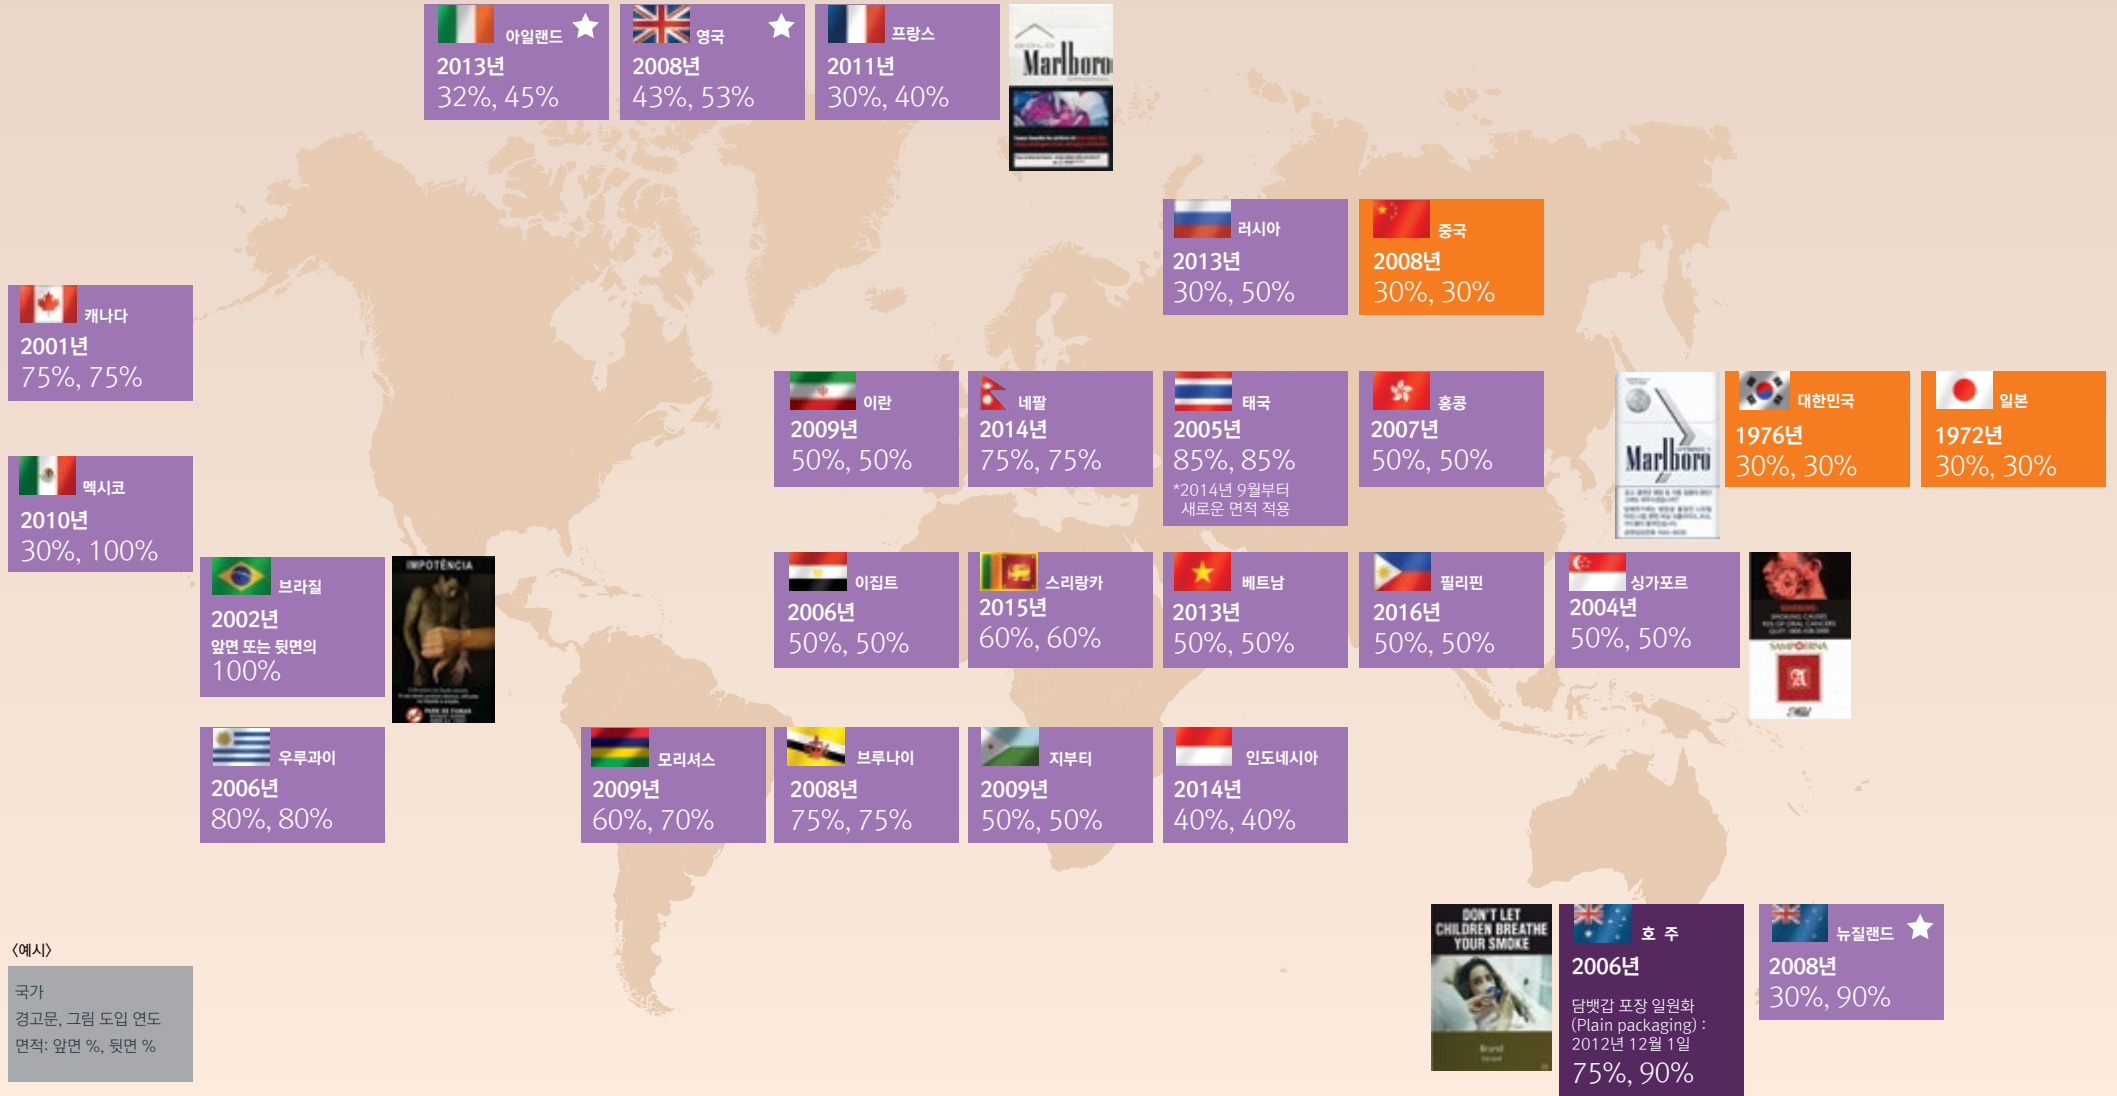 아일랜드
2013년
32%, 45%
영국
2008년
43%, 53%
프랑스
2011년
30%, 40%
GOLD
Marlboro
러시아
2013년
30%, 50%
중국
2008년
30%, 30%
캐나다
2001년
75%, 75%
이란
2009년
50%, 50%
네팔
2014년
75%, 75%
태국
2005년
85%, 85%
*2014년 9월부터
새로운 면적 적용
홍콩
2007년
50%, 50%
Marlboro
대한민국
1976년
30%, 30%
일본
1972년
30%, 30%
멕시코
2010년
30%, 100%
브라질
2002년
앞면 또는 뒷면의
100%
IMPOTÊNCIA
PARE DE FUMAR
이집트
2006년
50%, 50%
스리랑카
2015년
60%, 60%
베트남
2013년
50%, 50%
필리핀
2016년
50%, 50%
싱가포르
2004년
50%, 50%
WARNING
SMOKING CAUSES
95% OF ORAL CANCERS
SAMPOERNA
A
Mild
우루과이
2006년
80%, 80%
모리셔스
2009년
60%, 70%
브루나이
2008년
75%, 75%
지부티
2009년
50%, 50%
인도네시아
2014년
40%, 40%
DON'T LET
CHILDREN BREATHE
YOUR SMOKE
Brand
호 주
2006년
담뱃갑 포장 일원화
(Plain packaging) :
2012년 12월 1일
75%, 90%
뉴질랜드
2008년
30%, 90%
〈예시〉
국가
경고문, 그림 도입 연도
면적: 앞면 %, 뒷면 %